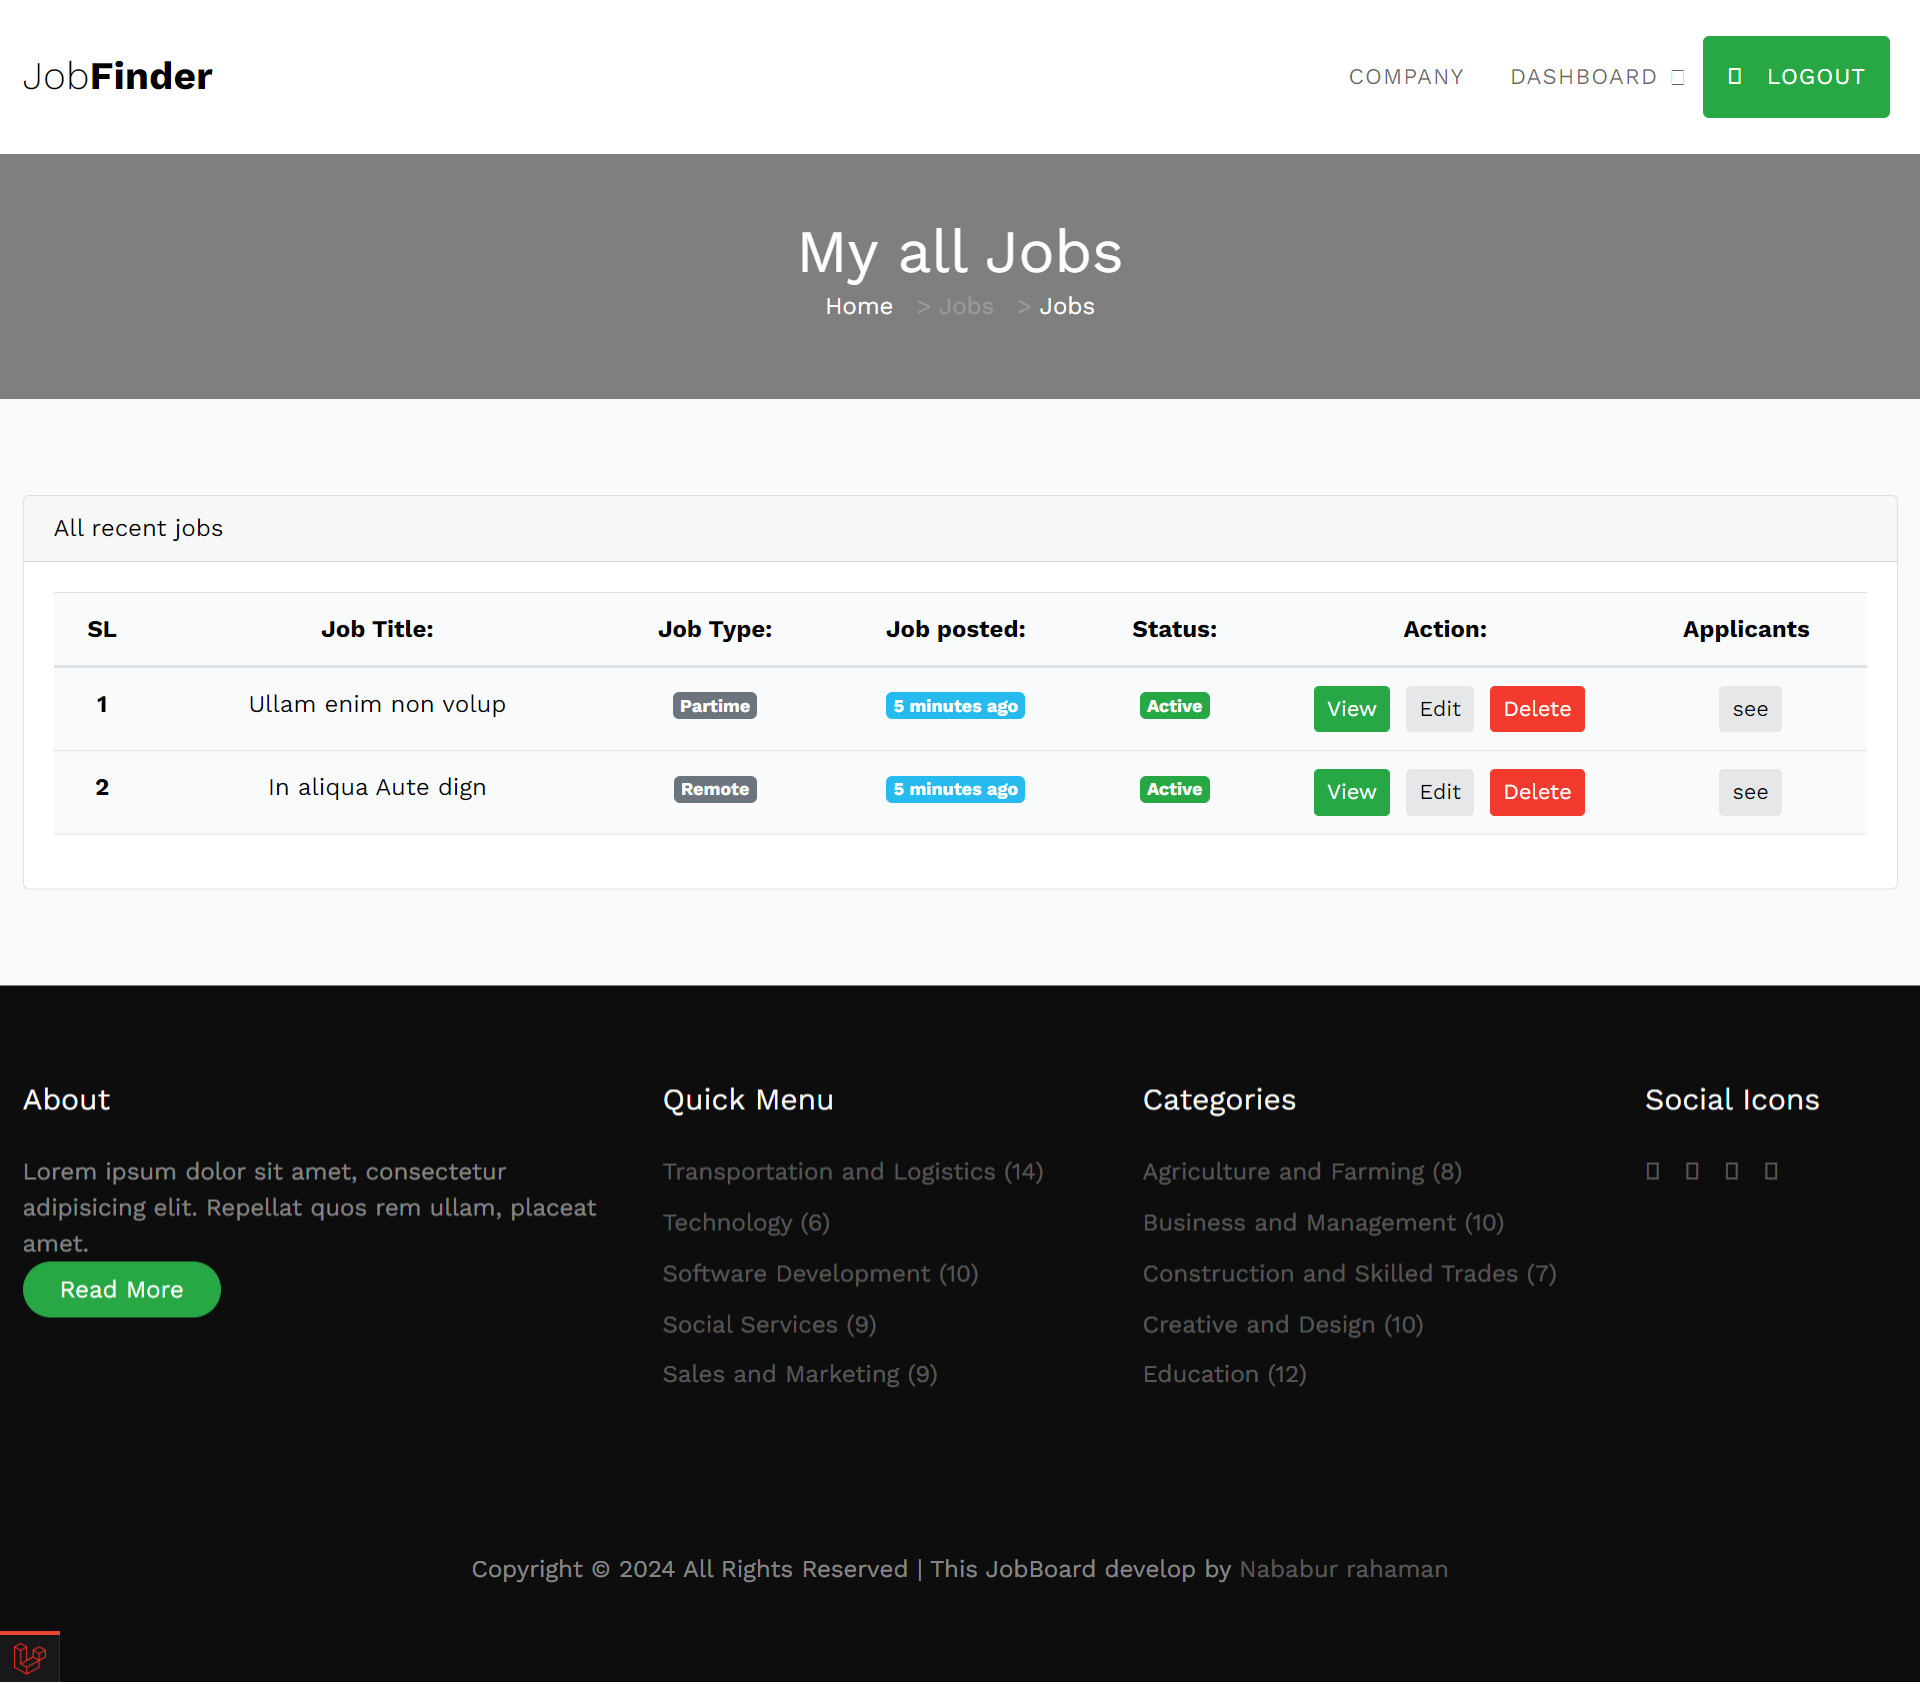 JobFinder
COMPANY DASHBOARD LOGOUT
My all Jobs
Home > Jobs > Jobs
All recent jobs
SL Job Title: Job Type: Job posted: Status: Action: Applicants
1 Ullam enim non volup Partime 5 minutes ago Active View Edit Delete see
2 In aliqua Aute dign Remote 5 minutes ago Active View Edit Delete see
About
Lorem ipsum dolor sit amet, consectetur
adipisicing elit. Repellat quos rem ullam, placeat
amet.
Read More
Quick Menu
Transportation and Logistics (14)
Technology (6)
Software Development (10)
Social Services (9)
Sales and Marketing (9)
Categories
Agriculture and Farming (8)
Business and Management (10)
Construction and Skilled Trades (7)
Creative and Design (10)
Education (12)
Social Icons
Copyright © 2024 All Rights Reserved | This JobBoard develop by Nababur rahaman